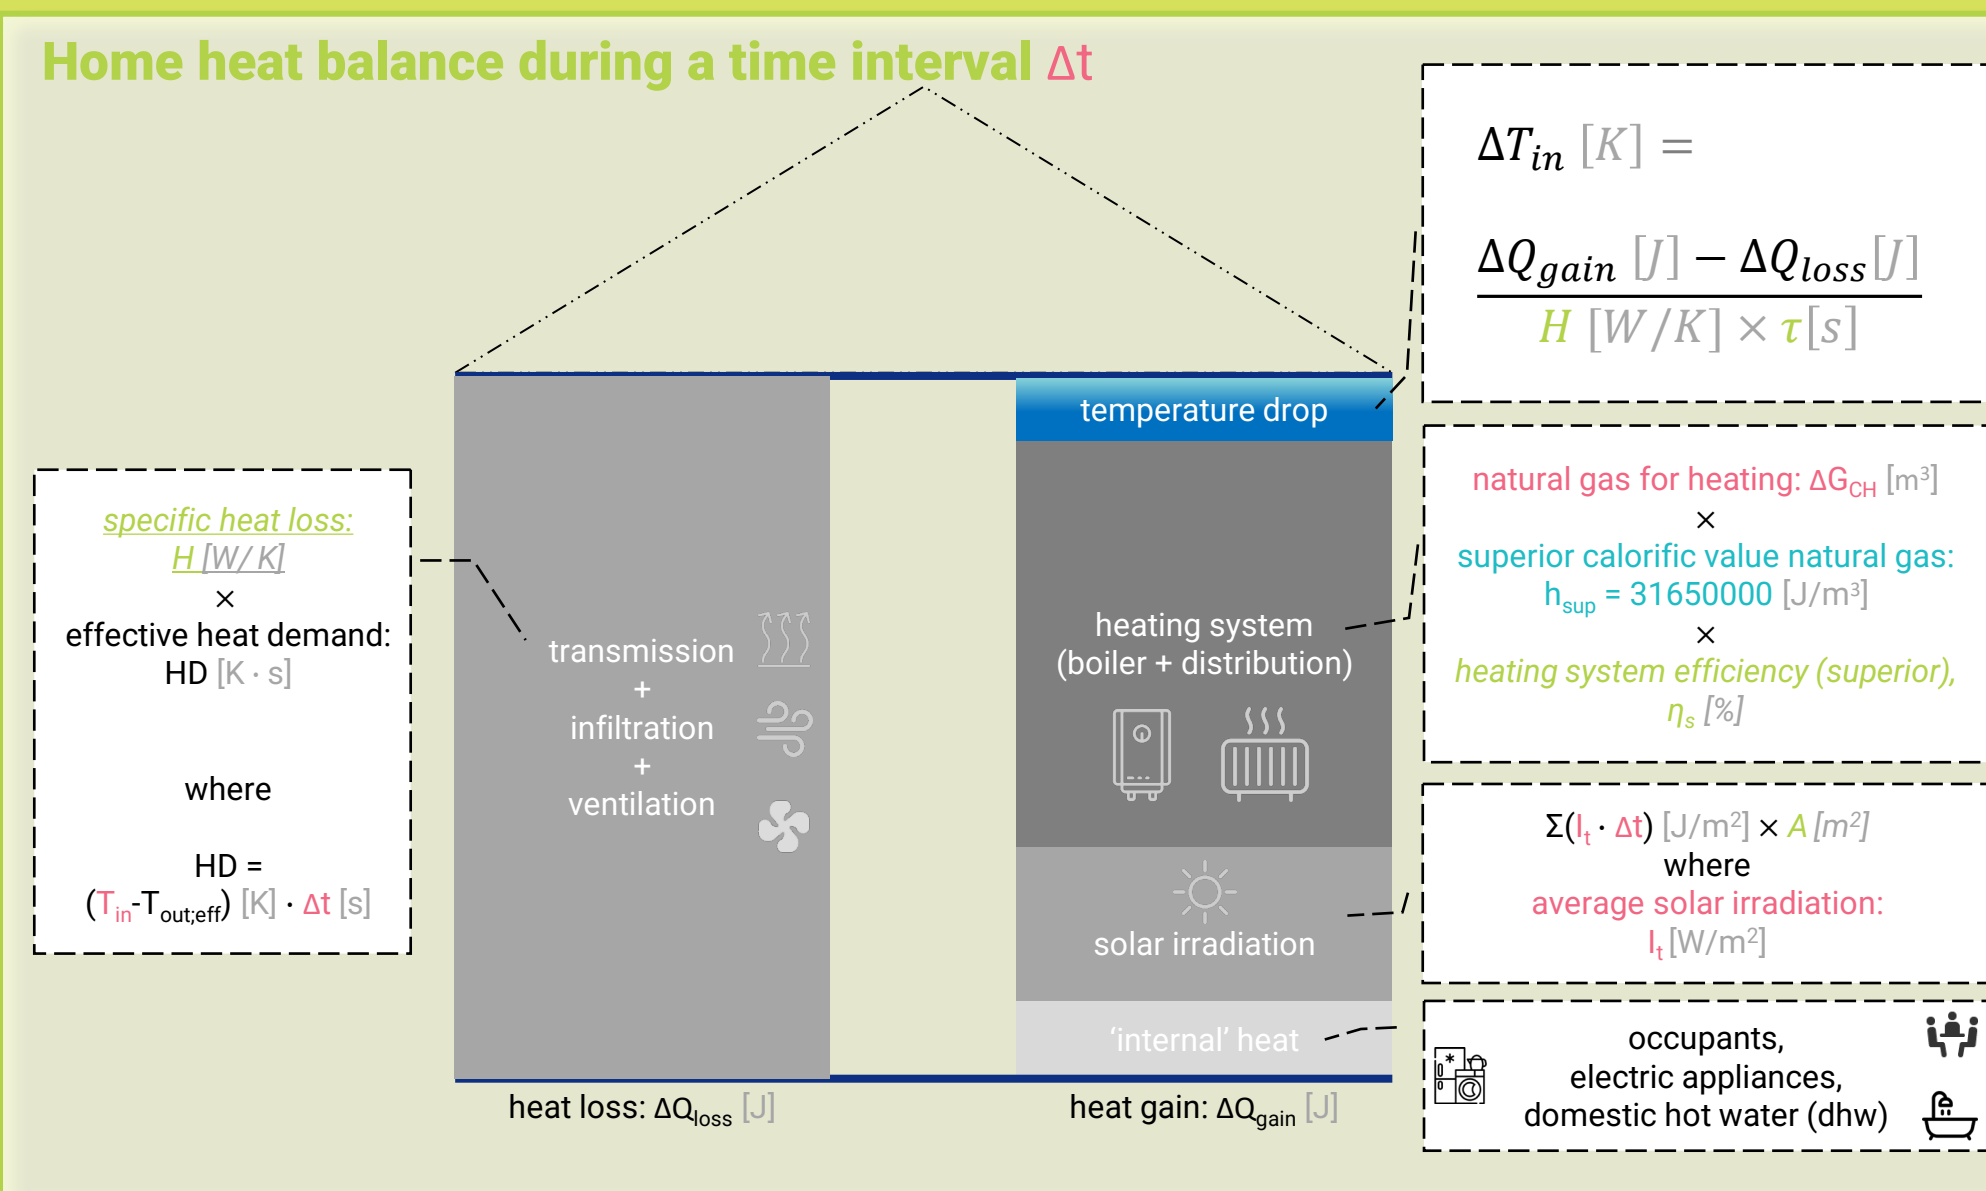 Home heat balance during a time interval Δt
ΔT_in [K] =
ΔQ_gain [J] − ΔQ_loss[J]
H [W/K] × τ[s]
temperature drop
natural gas for heating: ΔG_CH [m³]
×
superior calorific value natural gas:
h_sup = 31650000 [J/m³]
×
heating system efficiency (superior),
η_s [%]
specific heat loss:
H [W/ K]
×
effective heat demand:
HD [K · s]
where
HD =
(T_in-T_out;eff) [K] · Δt [s]
transmission
+
infiltration
+
ventilation
heating system
(boiler + distribution)
solar irradiation
Σ(I_t · Δt) [J/m²] × A [m²]
where
average solar irradiation:
I_t [W/m²]
'internal' heat
occupants,
electric appliances,
domestic hot water (dhw)
heat loss: ΔQ_loss [J]
heat gain: ΔQ_gain [J]